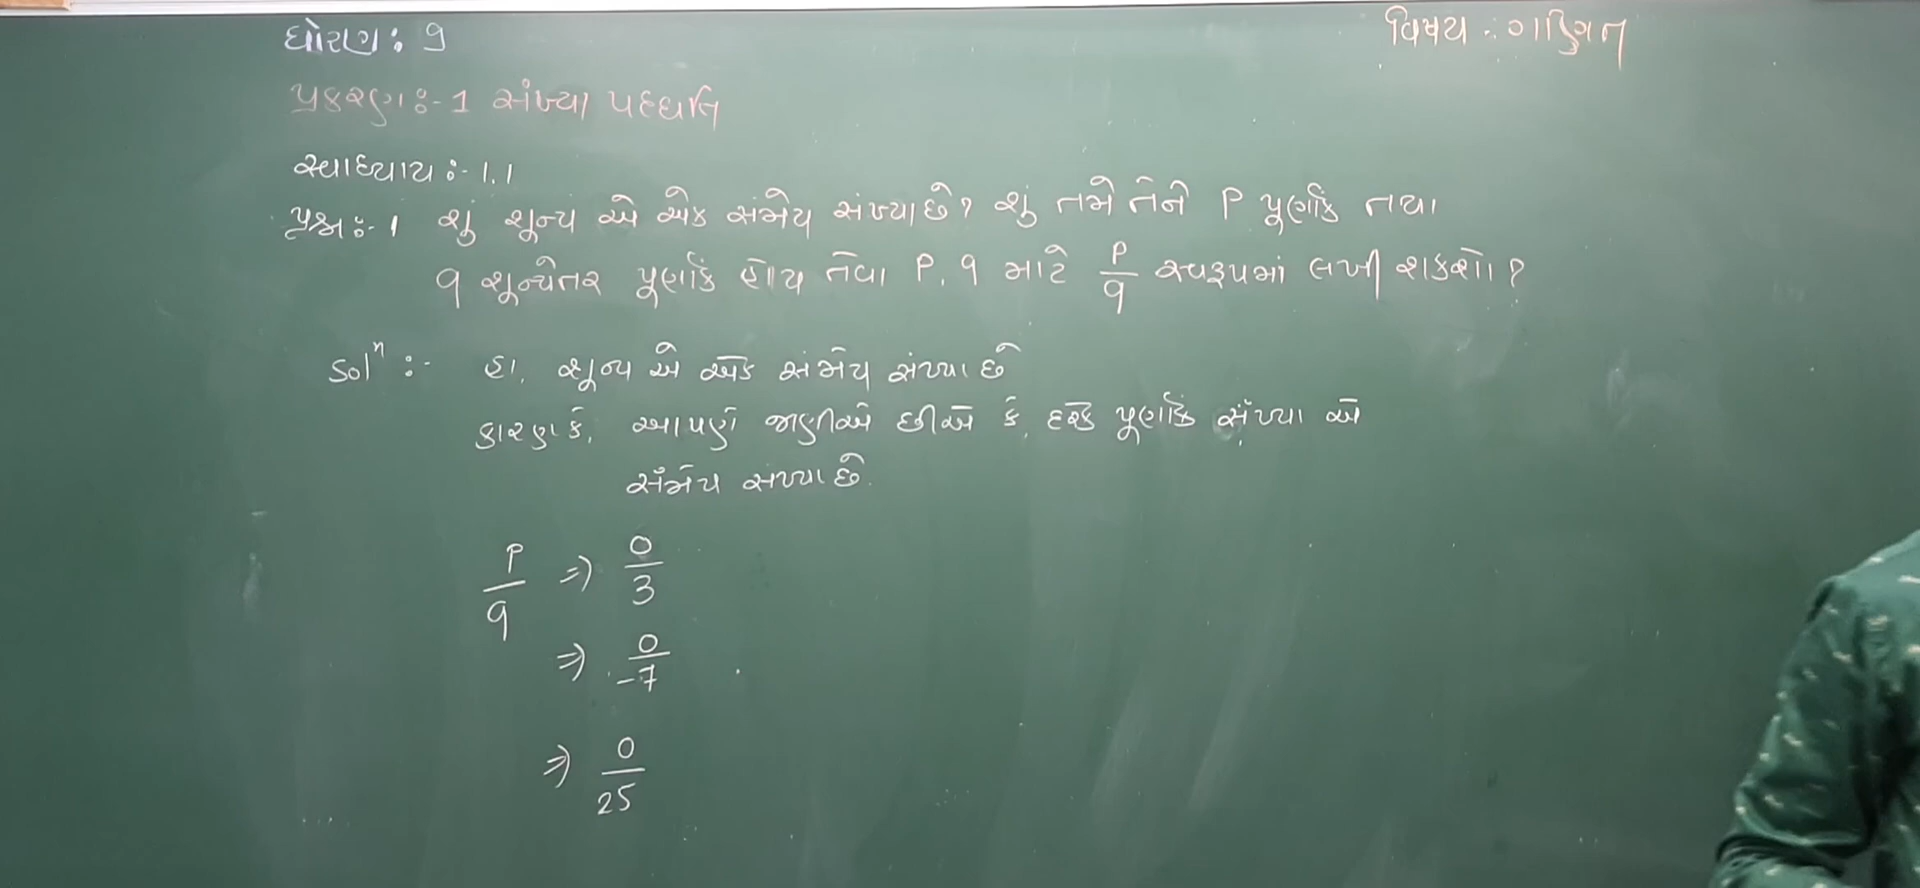 ધોરણ : 9
વિષય : ગણિત
પ્રકરણ :- 1 સંખ્યા પદ્ધતિ
સ્વાધ્યાય :- 1.1
પ્રશ્ન :- 1 શું શૂન્ય એ એક સંમેય સંખ્યા છે? શું તમે તેને P પૂર્ણાંક તથા
q શૂન્યેતર પૂર્ણાંક હોય તેવા P, q માટે P/q સ્વરૂપમાં લખી શકશો?
Solⁿ :- હા, શૂન્ય એ એક સંમેય સંખ્યા છે
કારણ કે, આપણે જાણીએ છીએ કે, દરેક પૂર્ણાંક સંખ્યા એ
સંમેય સંખ્યા છે.
P/q ⇒ 0/3
⇒ 0/-7
⇒ 0/25